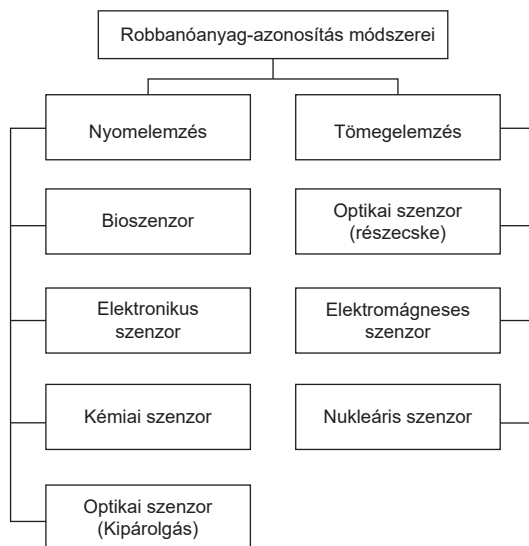 Robbanóanyag-azonosítás módszerei
Nyomelemzés
Tömegelemzés
Bioszenzor
Optikai szenzor
(részecske)
Elektronikus
szenzor
Elektromágneses
szenzor
Kémiai szenzor
Nukleáris szenzor
Optikai szenzor
(Kipárolgás)